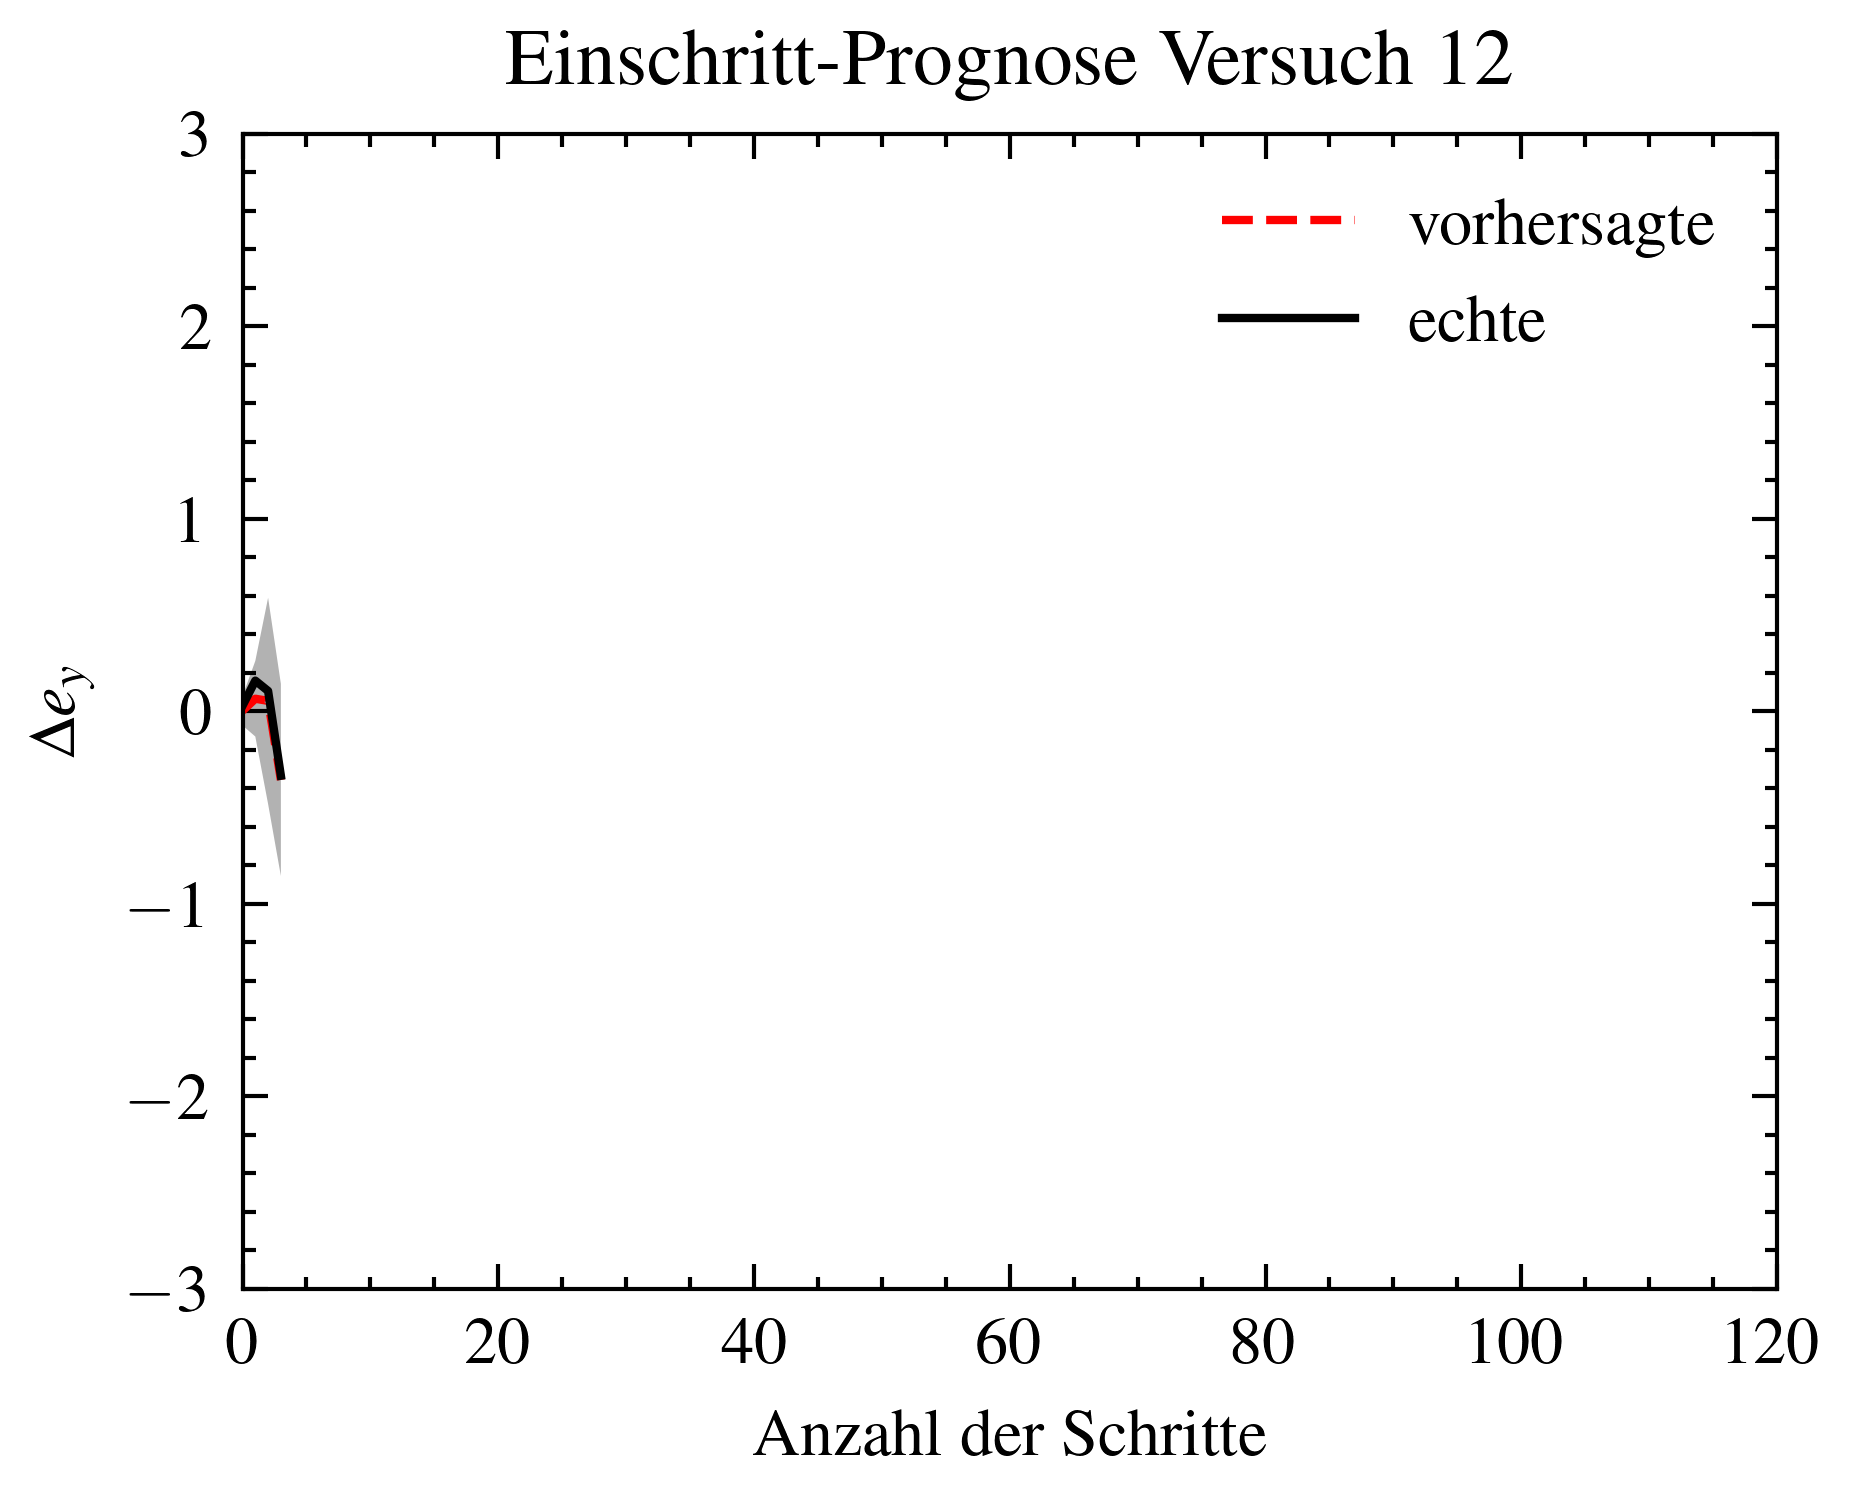 Einschritt-Prognose Versuch 12
3
2
1
0
−1
−2
−3
Δe_y
vorhersagte
echte
0 20 40 60 80 100 120
Anzahl der Schritte